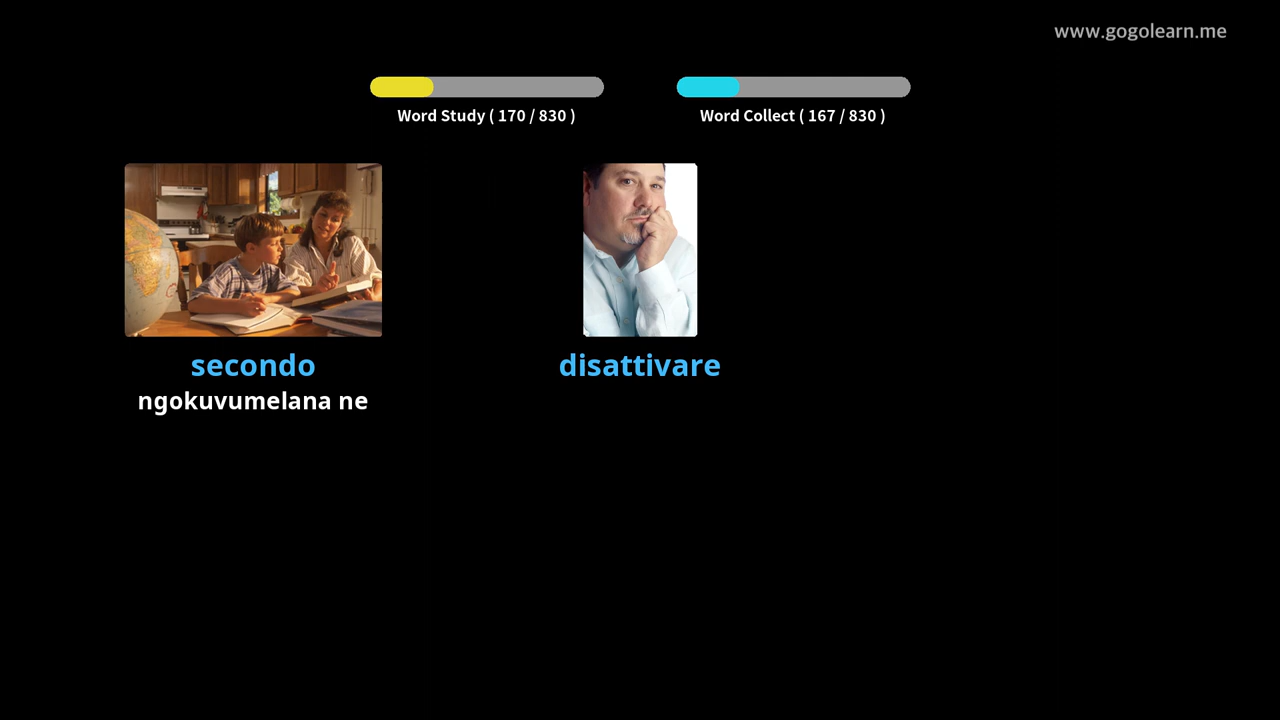 www.gogolearn.me
Word Study ( 170 / 830 )
Word Collect ( 167 / 830 )
secondo
ngokuvumelana ne
disattivare